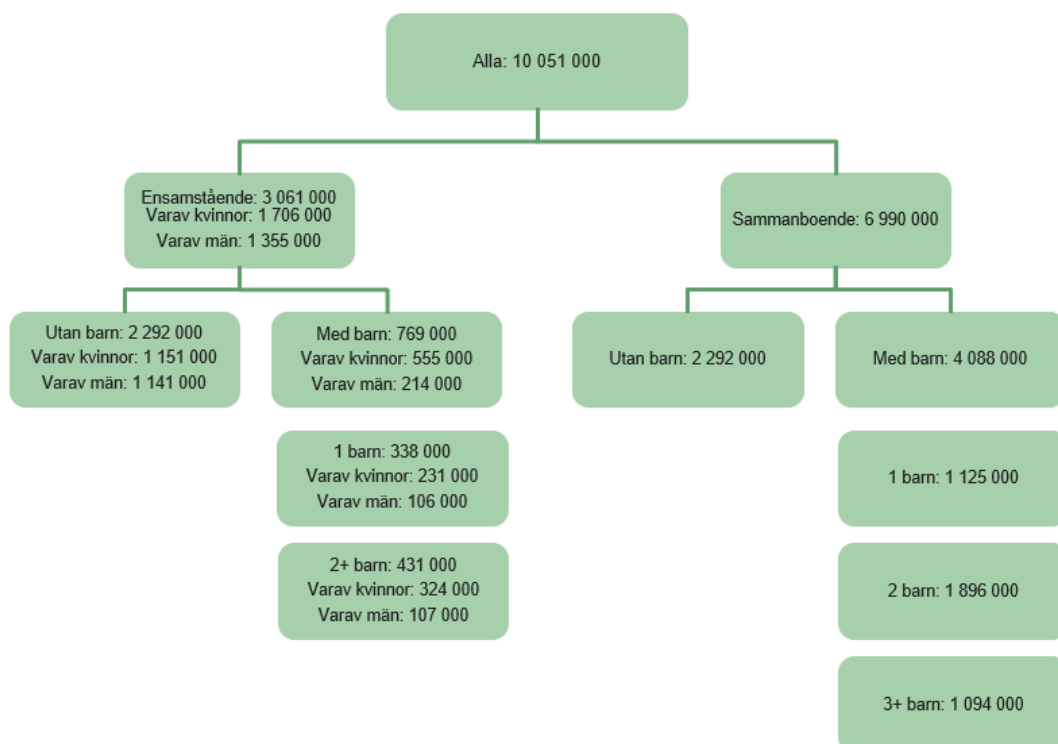 Alla: 10 051 000
Ensamstående: 3 061 000
Varav kvinnor: 1 706 000
Varav män: 1 355 000
Sammanboende: 6 990 000
Utan barn: 2 292 000
Varav kvinnor: 1 151 000
Varav män: 1 141 000
Med barn: 769 000
Varav kvinnor: 555 000
Varav män: 214 000
Utan barn: 2 292 000
Med barn: 4 088 000
1 barn: 338 000
Varav kvinnor: 231 000
Varav män: 106 000
1 barn: 1 125 000
2+ barn: 431 000
Varav kvinnor: 324 000
Varav män: 107 000
2 barn: 1 896 000
3+ barn: 1 094 000